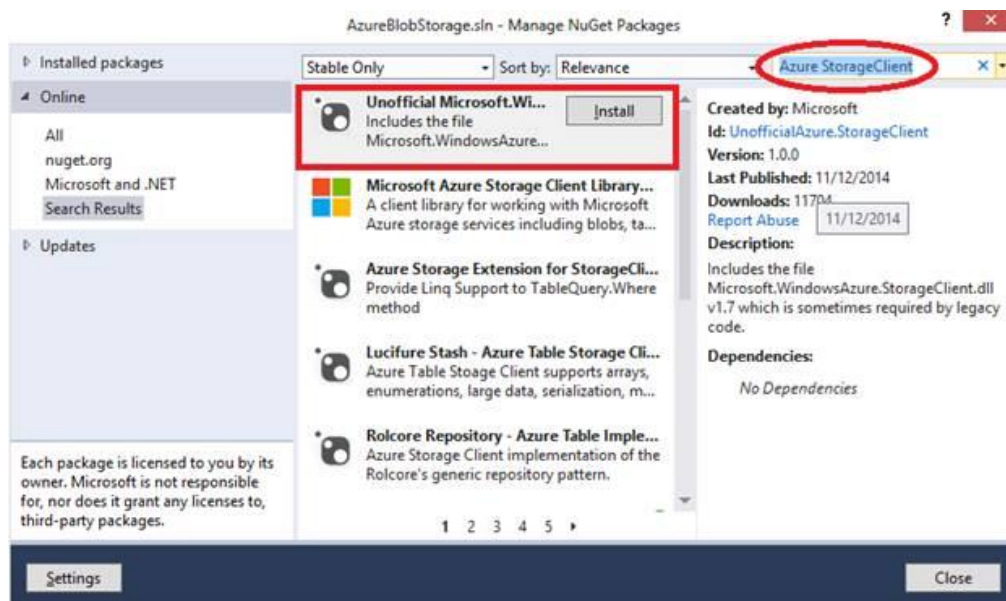 AzureBlobStorage.sln - Manage NuGet Packages
?
Installed packages
Online
All
nuget.org
Microsoft and .NET
Search Results
Updates
Each package is licensed to you by its
owner. Microsoft is not responsible
for, nor does it grant any licenses to,
third-party packages.
Stable Only
Sort by: Relevance
Azure StorageClient
Unofficial Microsoft.Wi...
Install
Includes the file
Microsoft.WindowsAzure...
Microsoft Azure Storage Client Library...
A client library for working with Microsoft
Azure storage services including blobs, ta...
Azure Storage Extension for StorageCli...
Provide Linq Support to TableQuery.Where
method
Lucifure Stash - Azure Table Storage Cli...
Azure Table Stoage Client supports arrays,
enumerations, large data, serialization, m...
Rolcore Repository - Azure Table Imple...
Azure Storage Client implementation of the
Rolcore's generic repository pattern.
1 2 3 4 5
Created by: Microsoft
Id: UnofficialAzure.StorageClient
Version: 1.0.0
Last Published: 11/12/2014
Downloads: 11704
Report Abuse
11/12/2014
Description:
Includes the file
Microsoft.WindowsAzure.StorageClient.dll
v1.7 which is sometimes required by legacy
code.
Dependencies:
No Dependencies
Settings
Close